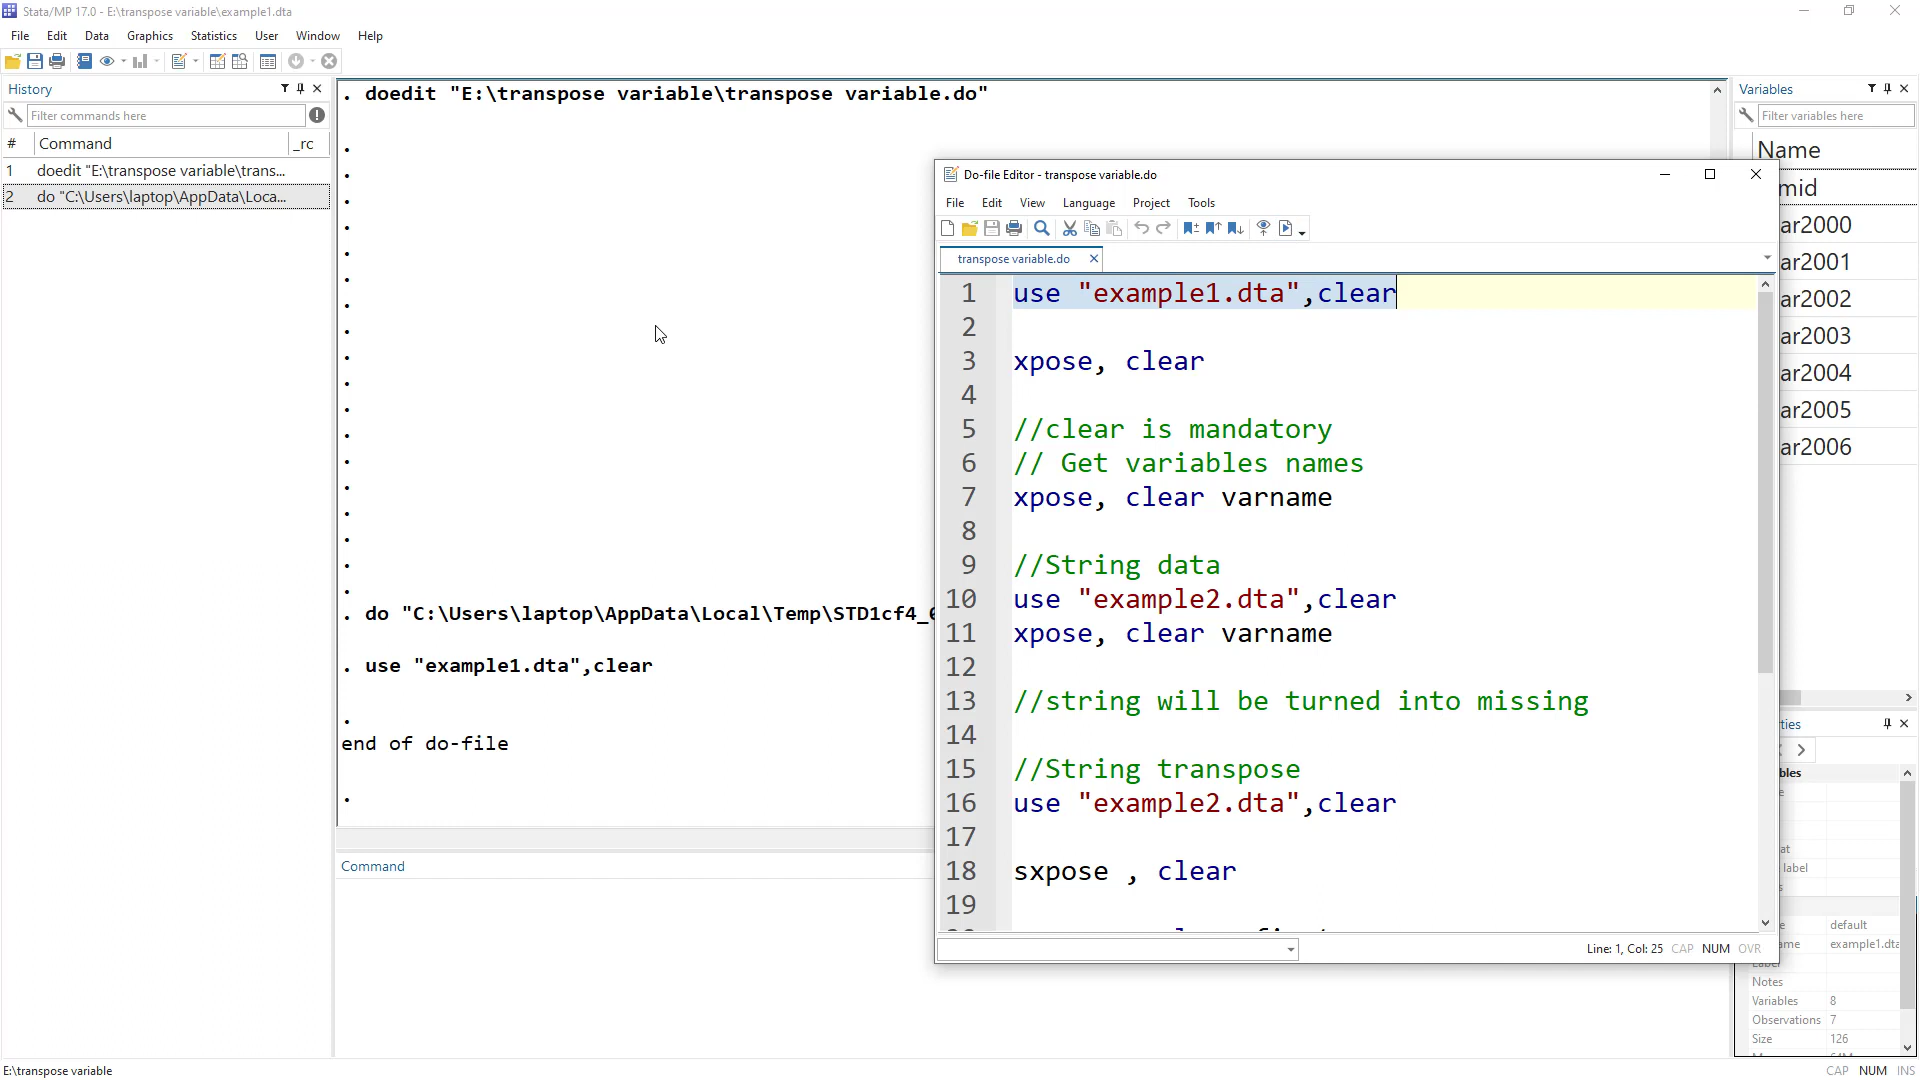 Stata/MP 17.0 - E:\transpose variable\example1.dta
File Edit Data Graphics Statistics User Window Help
History
Filter commands here
# Command _rc
1 doedit "E:\transpose variable\trans...
2 do "C:\Users\laptop\AppData\Loca...
. doedit "E:\transpose variable\transpose variable.do"
. do "C:\Users\laptop\AppData\Local\Temp\STD1cf4_
. use "example1.dta",clear
.
end of do-file
.
Command
Do-file Editor - transpose variable.do
File Edit View Language Project Tools
transpose variable.do
1 use "example1.dta",clear
2
3 xpose, clear
4
5 //clear is mandatory
6 // Get variables names
7 xpose, clear varname
8
9 //String data
10 use "example2.dta",clear
11 xpose, clear varname
12
13 //string will be turned into missing
14
15 //String transpose
16 use "example2.dta",clear
17
18 sxpose , clear
19
Line: 1, Col: 25 CAP NUM OVR
Variables
Filter variables here
Name
mid
ar2000
ar2001
ar2002
ar2003
ar2004
ar2005
ar2006
ties
bles
e
at
label
s
e default
ame example1.dta
Label
Notes
Variables 8
Observations 7
Size 126
E:\transpose variable
CAP NUM INS